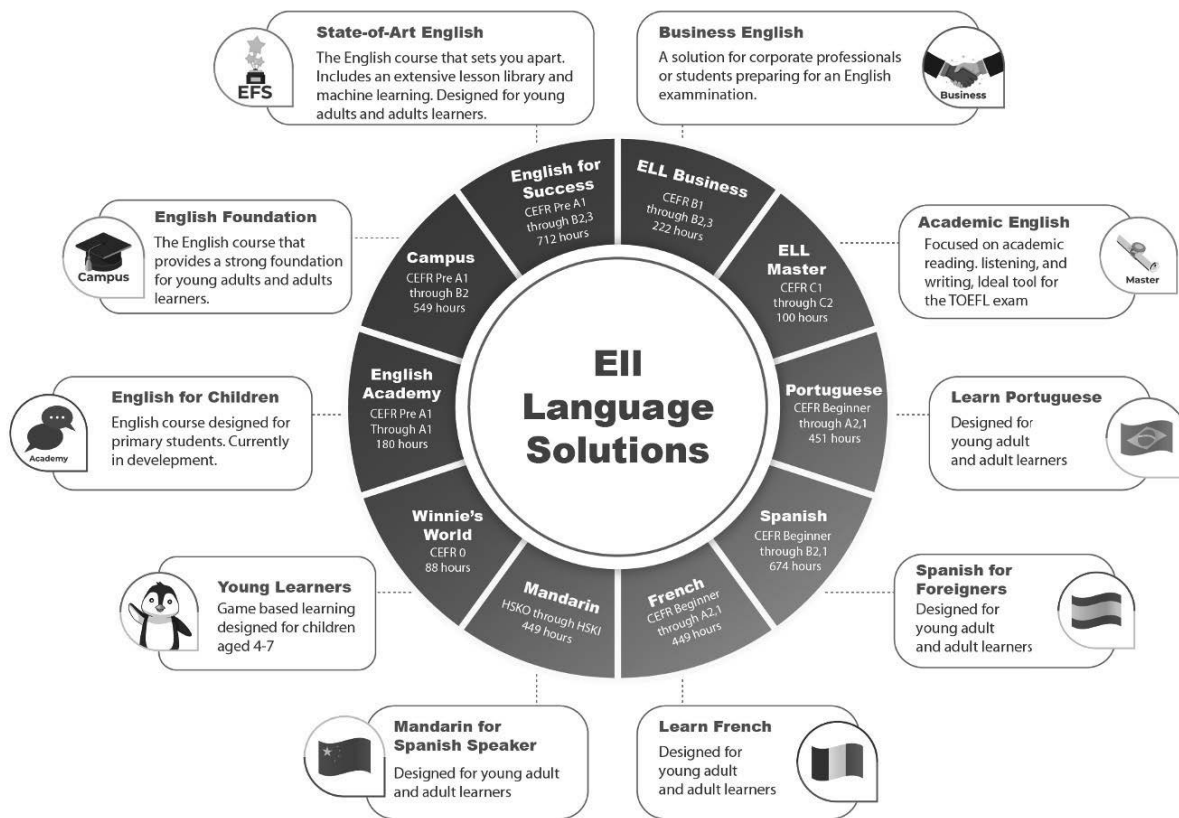 State-of-Art English
The English course that sets you apart.
Includes an extensive lesson library and
machine learning. Designed for young
adults and adults learners.
EFS
Business English
A solution for corporate professionals
or students preparing for an English
exammination.
Business
English Foundation
The English course that
provides a strong foundation
for young adults and adults
learners.
Campus
Academic English
Focused on academic
reading. listening, and
writing, Ideal tool for
the TOEFL exam
Master
English for Children
English course designed for
primary students. Currently
in develepment.
Academy
Learn Portuguese
Designed for
young adult
and adult learners
Young Learners
Game based learning
designed for children
aged 4-7
Spanish for
Foreigners
Designed for
young adult
and adult learners
Mandarin for
Spanish Speaker
Designed for young adult
and adult learners
Learn French
Designed for
young adult
and adult learners
English for
Success
CEFR Pre A1
through B2,3
712 hours
ELL Business
CEFR B1
through B2,3
222 hours
ELL
Master
CEFR C1
through C2
100 hours
Portuguese
CEFR Beginner
through A2,1
451 hours
Spanish
CEFR Beginner
through B2,1
674 hours
French
CEFR Beginner
through A2,1
449 hours
Mandarin
HSKO through HSKI
449 hours
Winnie's
World
CEFR 0
88 hours
English
Academy
CEFR Pre A1
Through A1
180 hours
Campus
CEFR Pre A1
through B2
549 hours
Ell
Language
Solutions